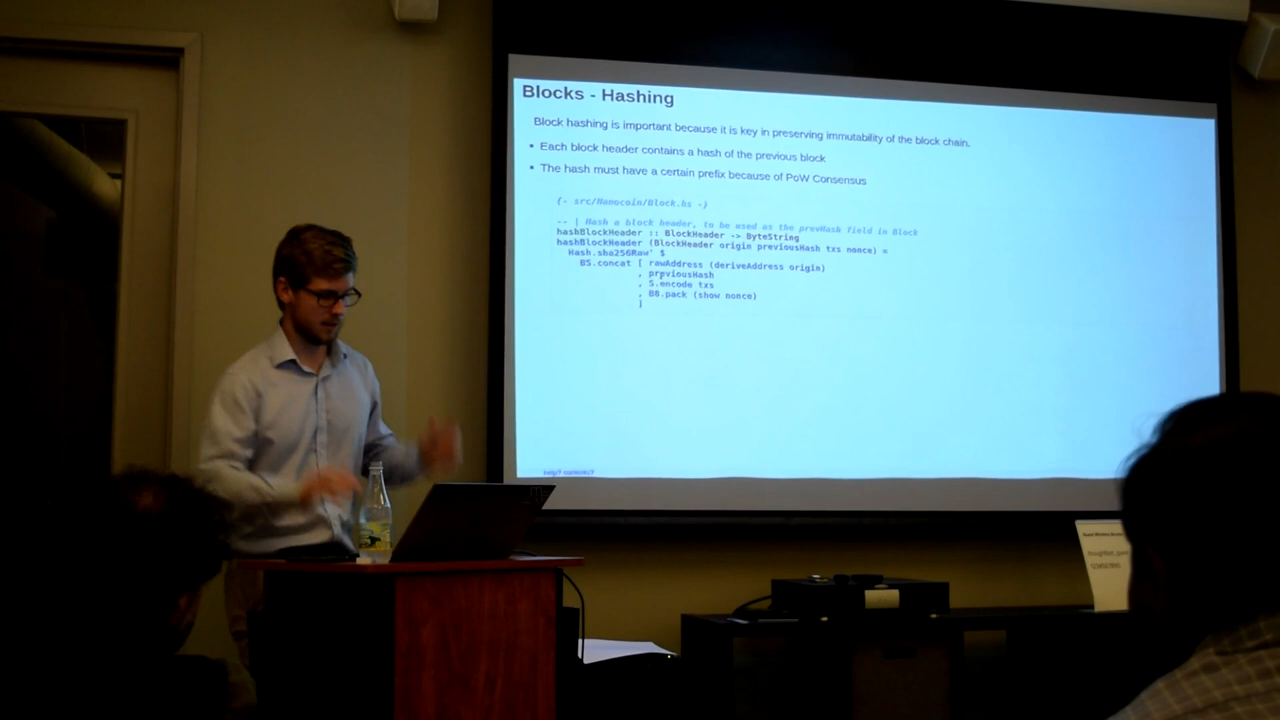 Blocks - Hashing
Block hashing is important because it is key in preserving immutability of the block chain.
• Each block header contains a hash of the previous block
• The hash must have a certain prefix because of PoW Consensus
{- src/Nanocoin/Block.hs -}
-- | Hash a block header, to be used as the prevHash field in Block
hashBlockHeader :: BlockHeader -> ByteString
hashBlockHeader (BlockHeader origin previousHash txs nonce) =
Hash.sha256Raw' $
BS.concat [ rawAddress (deriveAddress origin)
, previousHash
, S.encode txs
, B8.pack (show nonce)
]
help? contents?